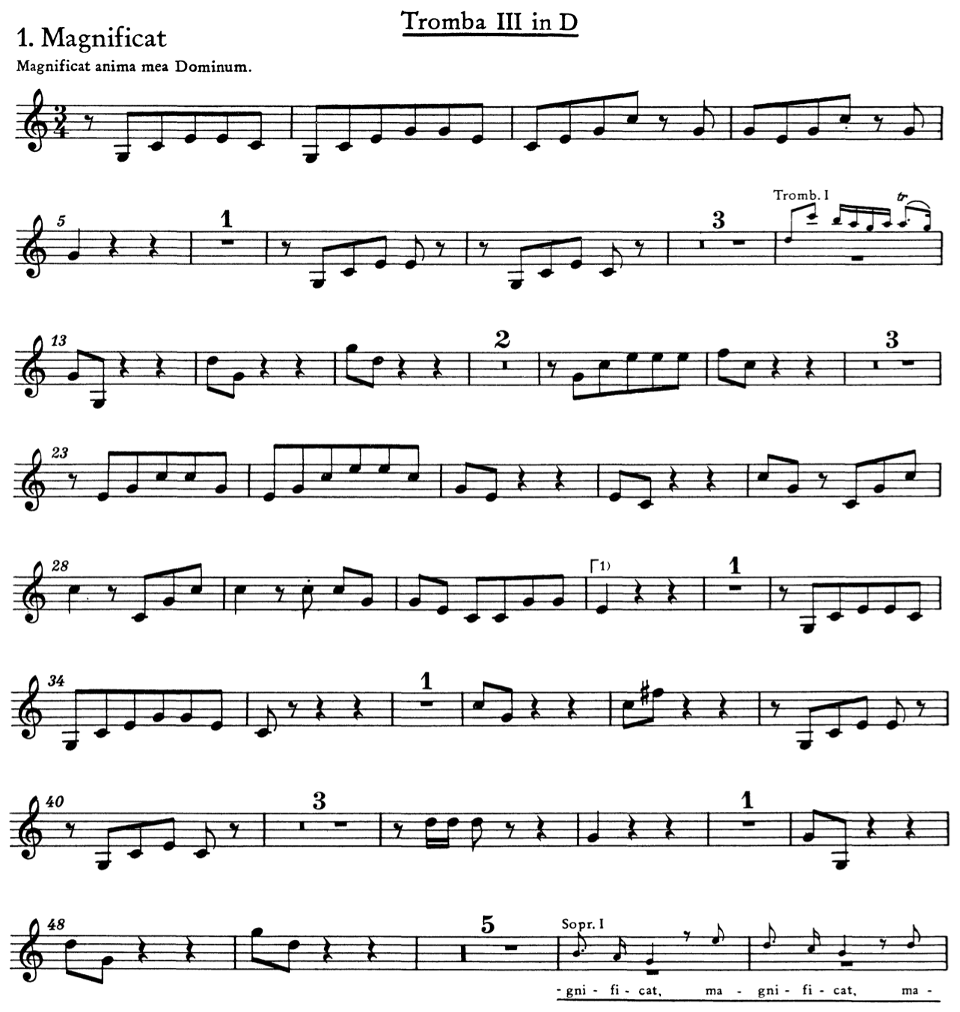 Tromba III in D
1. Magnificat
Magnificat anima mea Dominum.
3
4
5
1
3
Tromb. I
tr
13
2
3
23
28
1)
1
34
1
40
3
1
48
5
Sopr. I
- gni - fi - cat, ma - gni - fi - cat, ma -